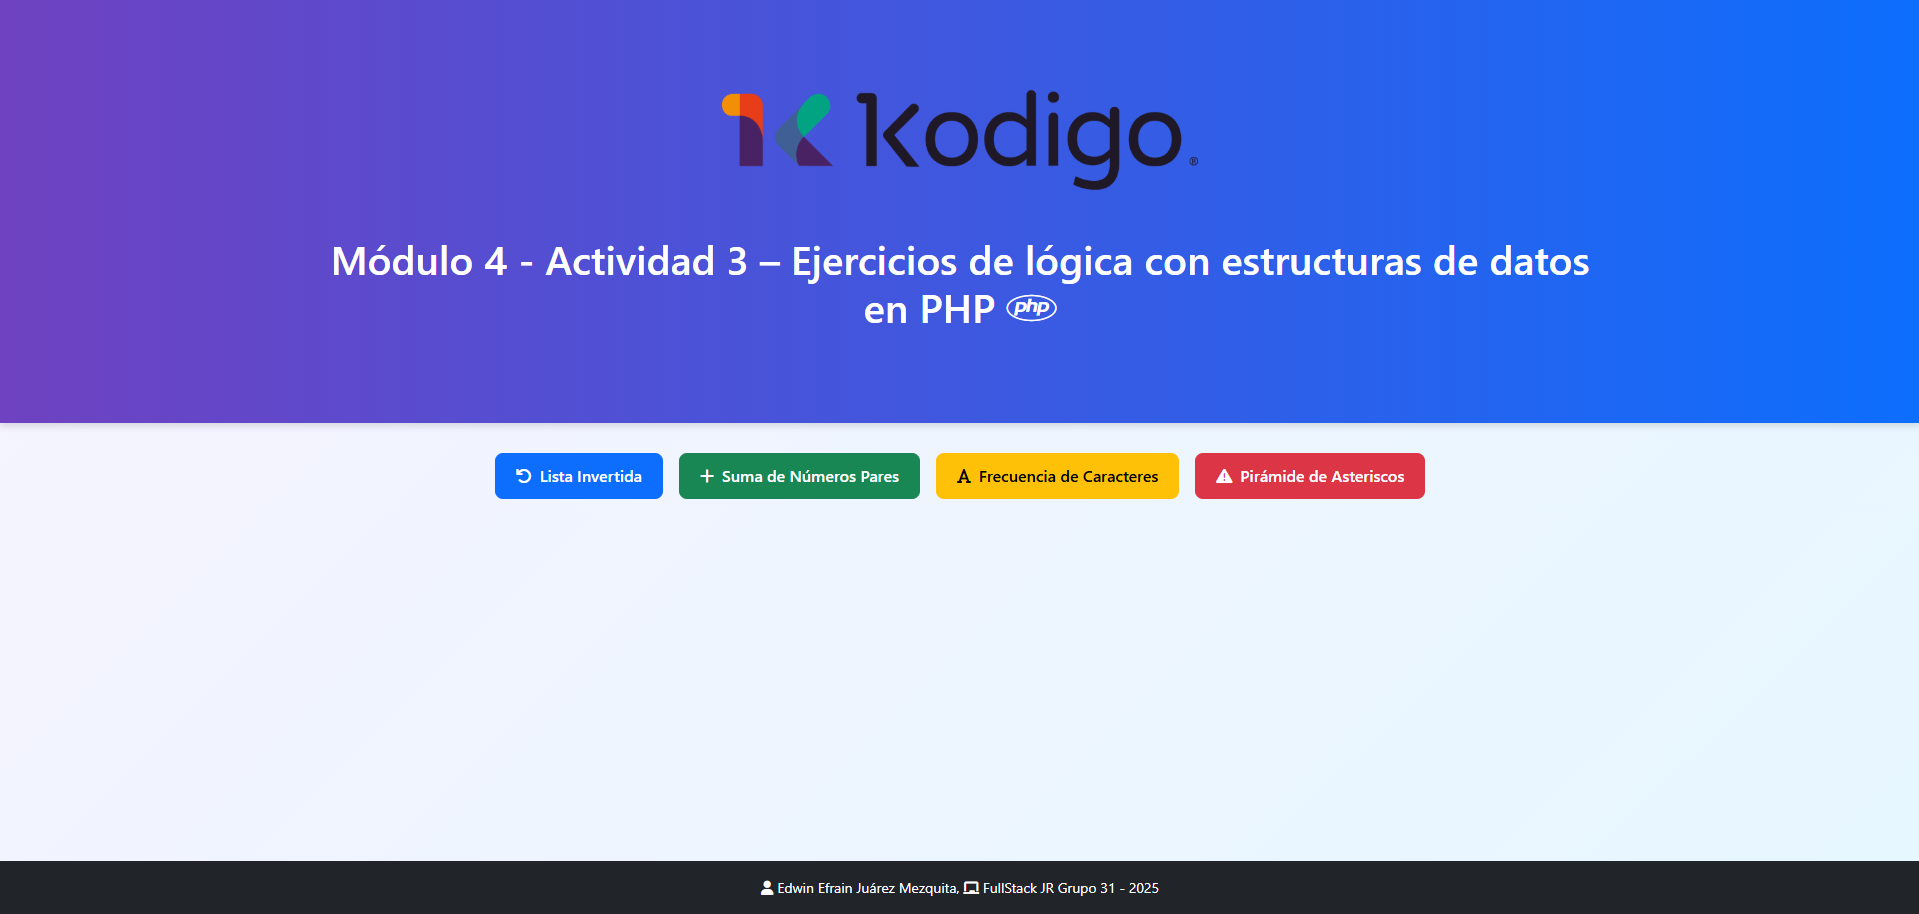 Kodigo®
Módulo 4 - Actividad 3 – Ejercicios de lógica con estructuras de datos
en PHP php
Lista Invertida
Suma de Números Pares
Frecuencia de Caracteres
Pirámide de Asteriscos
Edwin Efrain Juárez Mezquita, FullStack JR Grupo 31 - 2025